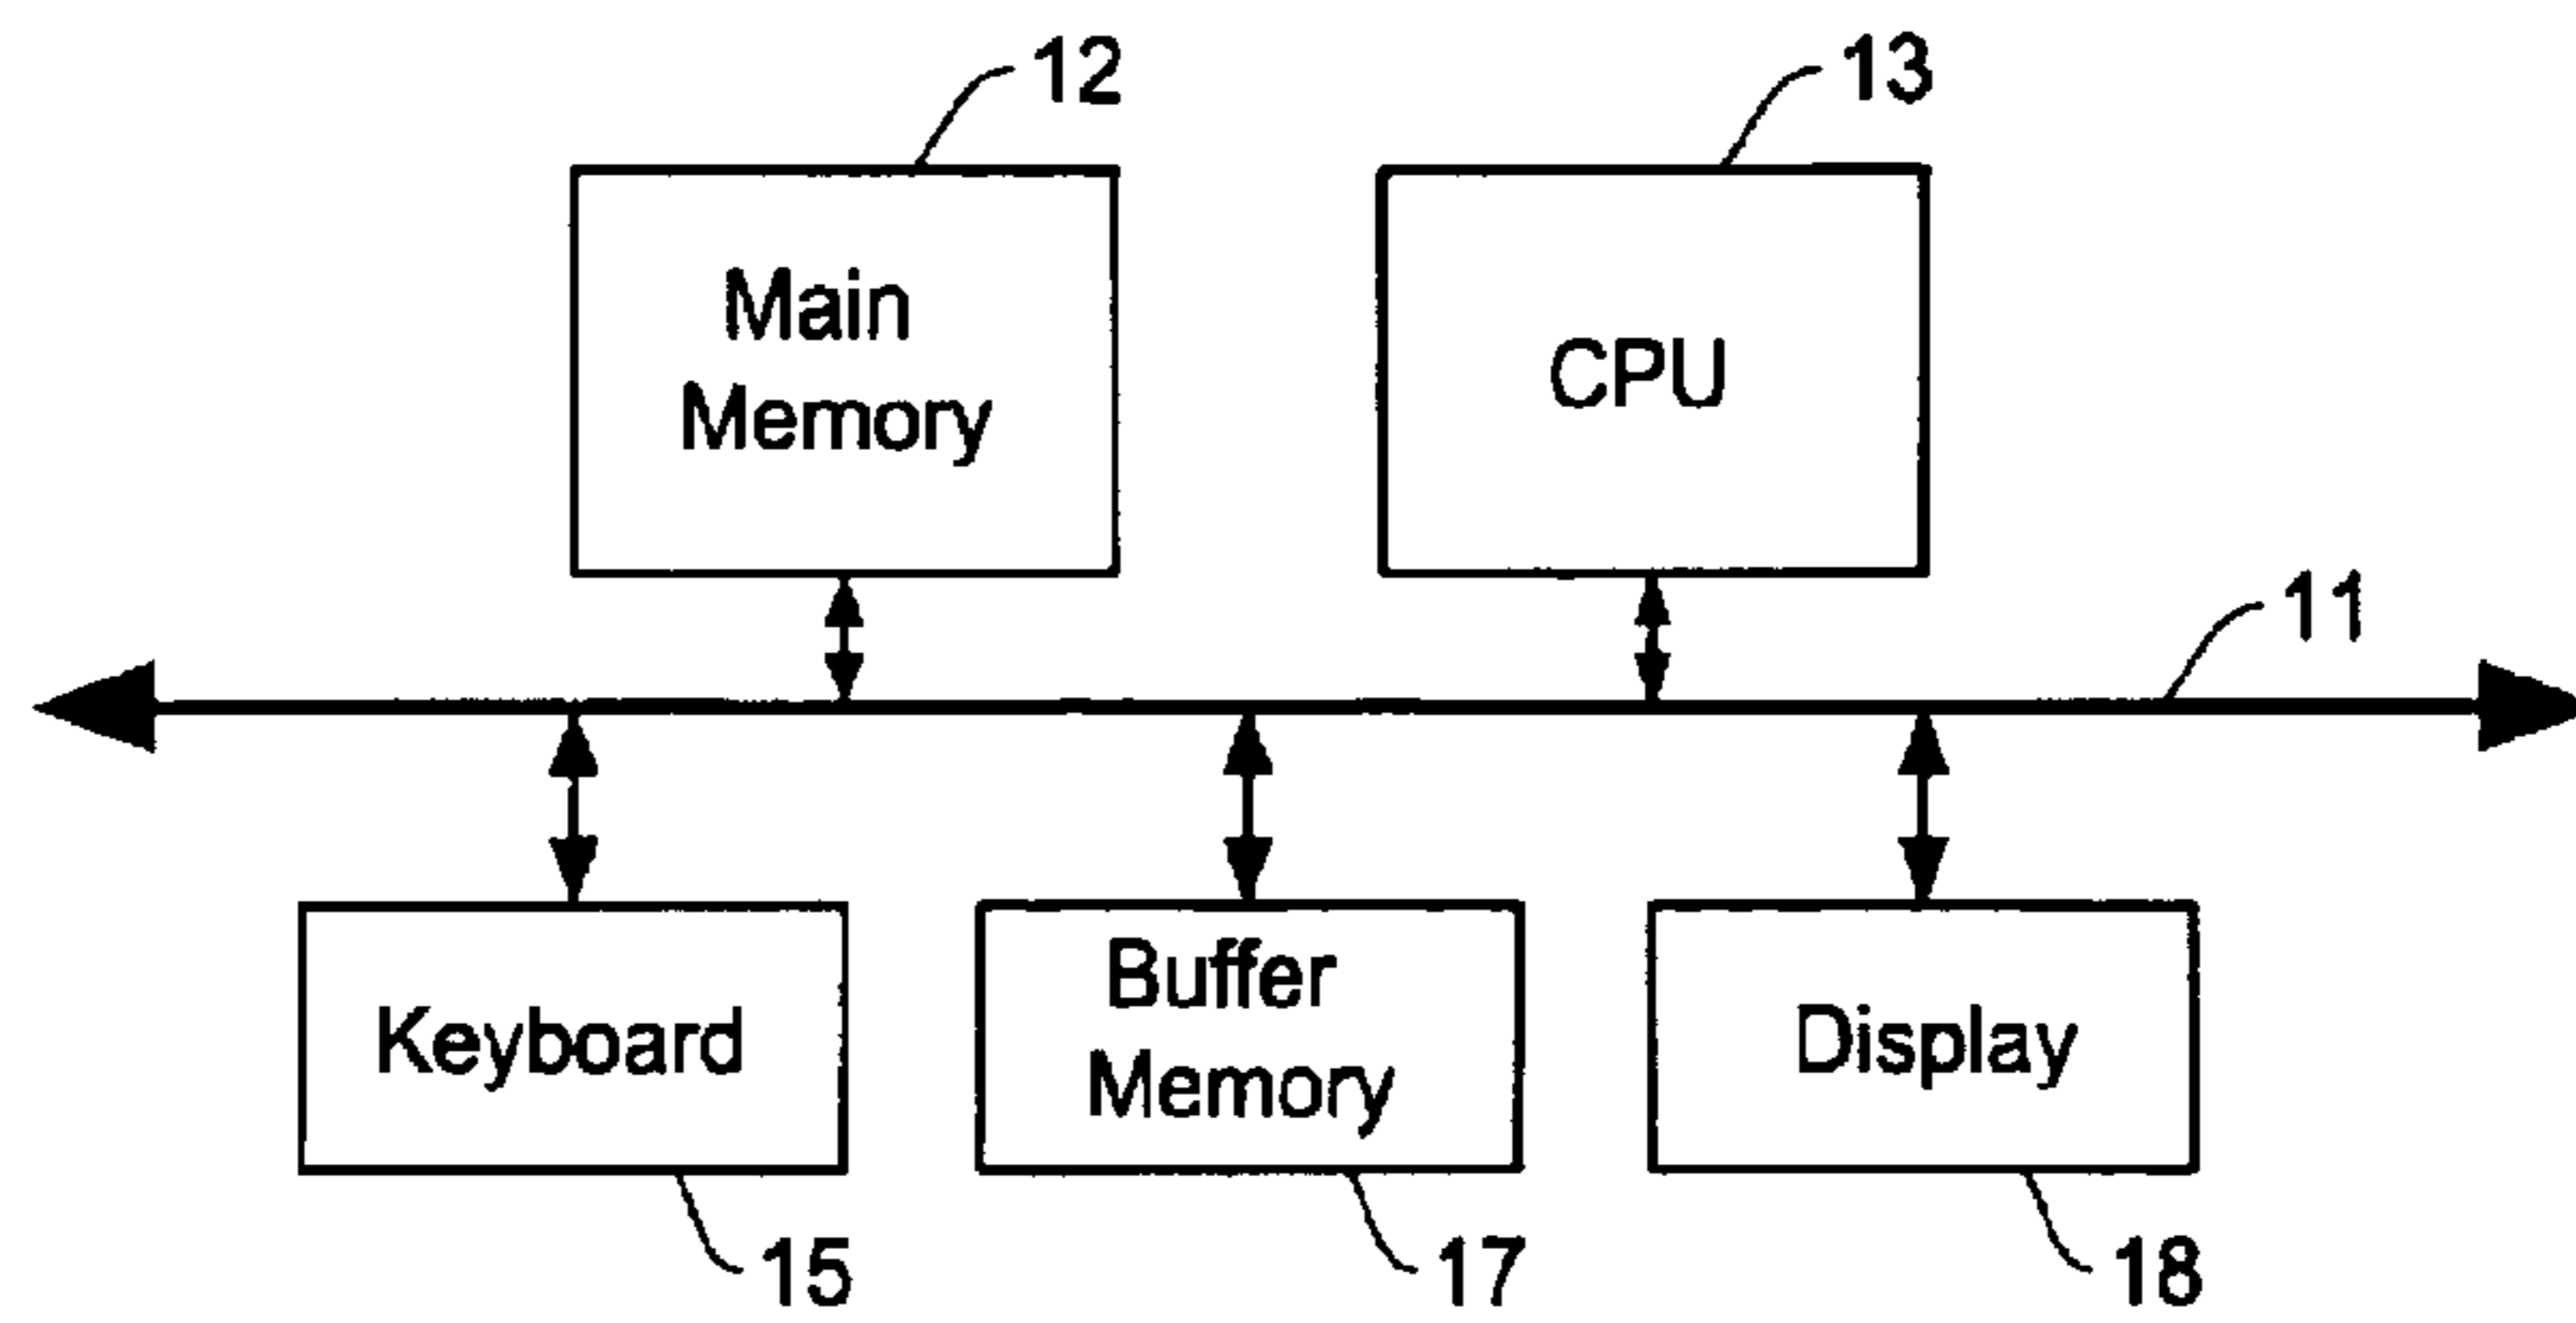 12
13
Main
Memory
CPU
11
Keyboard
Buffer
Memory
Display
15
17
18